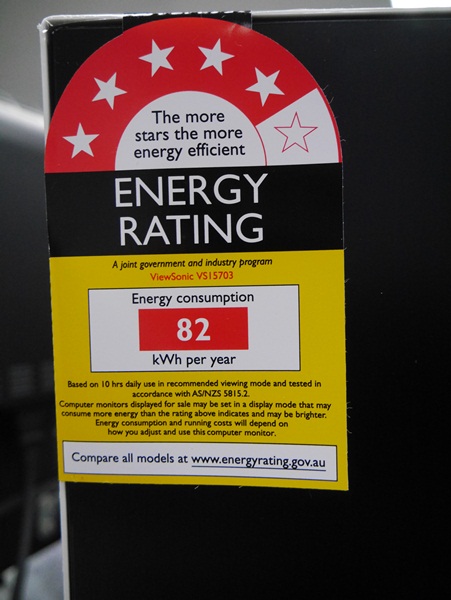 The more
stars the more
energy efficient
ENERGY
RATING
A joint government and industry program
ViewSonic VS15703
Energy consumption
82
kWh per year
Based on 10 hrs daily use in recommended viewing mode and tested in
accordance with AS/NZS 5815.2.
Computer monitors displayed for sale may be set in a display mode that may
consume more energy than the rating above indicates and may be brighter.
Energy consumption and running costs will depend on
how you adjust and use this computer monitor.
Compare all models at www.energyrating.gov.au